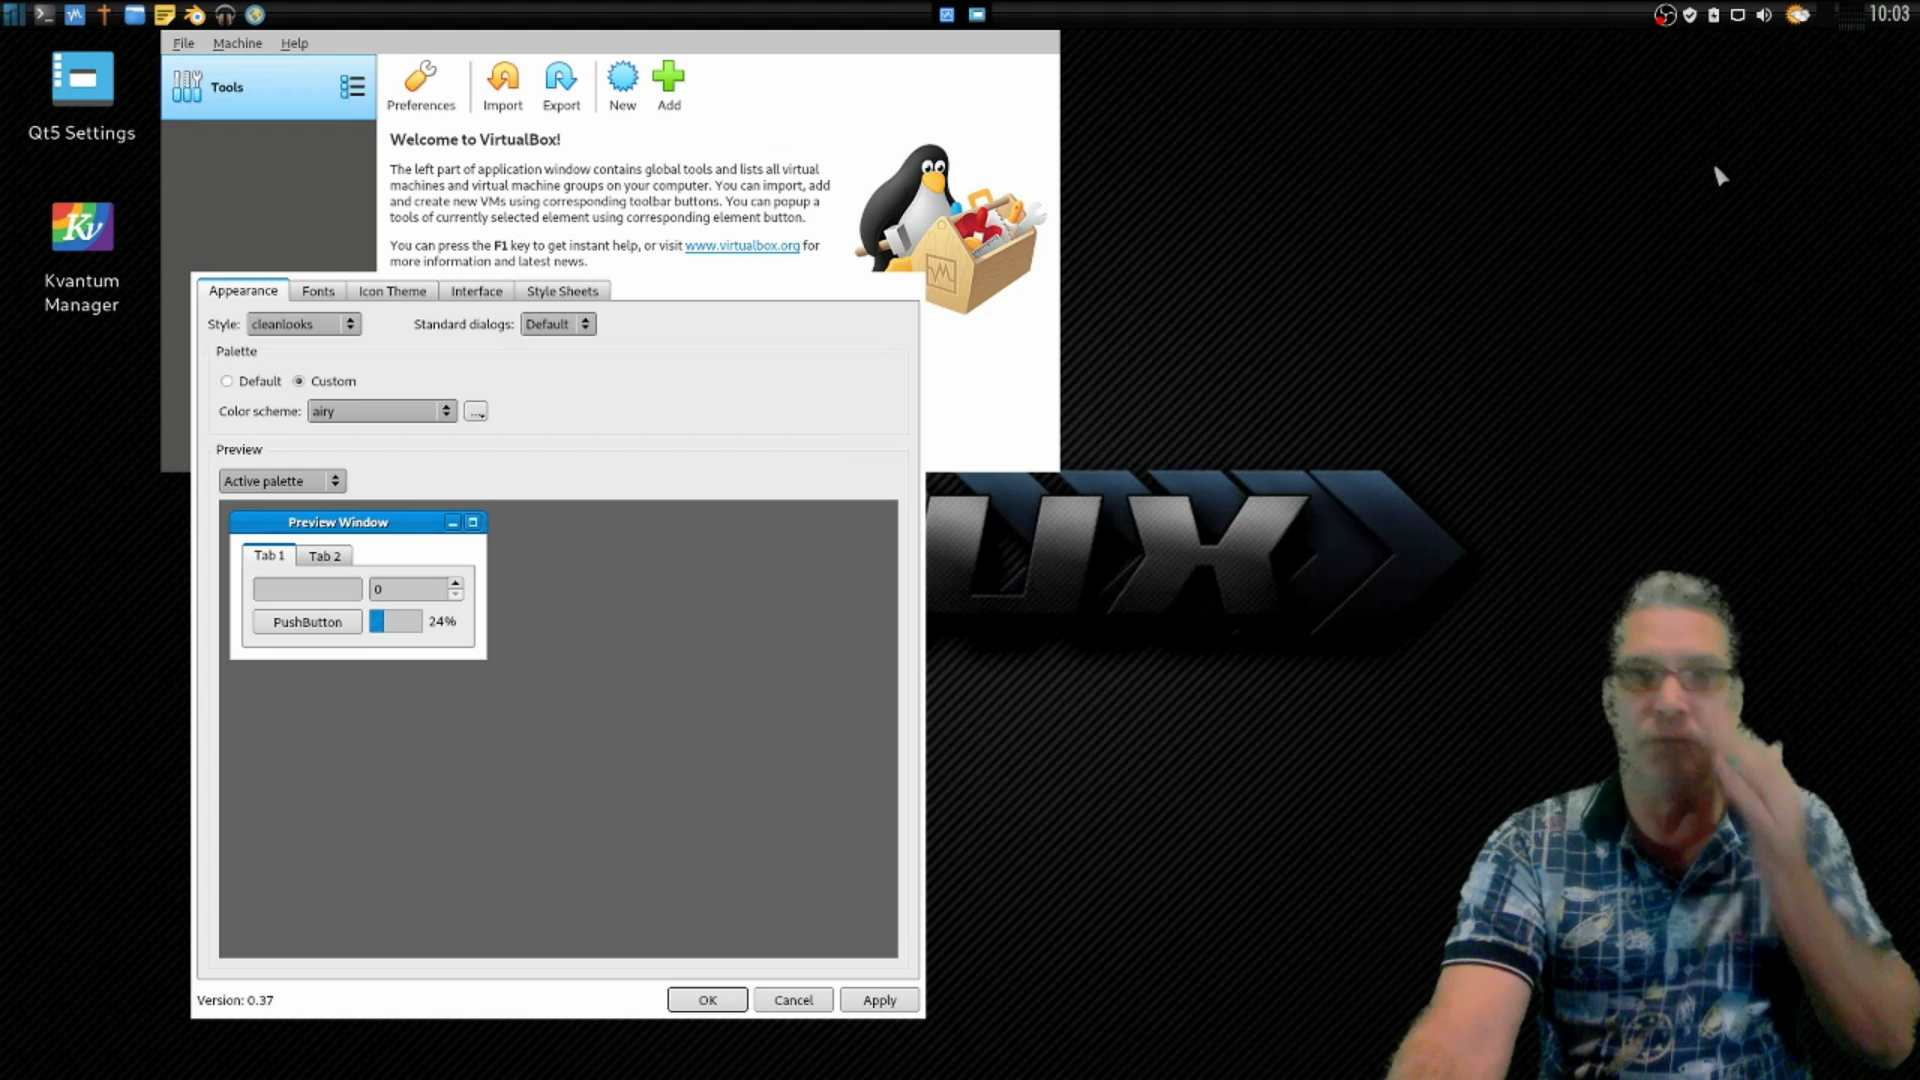 10:03
Qt5 Settings
Kv
Kvantum
Manager
File Machine Help
Tools
Preferences Import Export New Add
Welcome to VirtualBox!
The left part of application window contains global tools and lists all virtual
machines and virtual machine groups on your computer. You can import, add
and create new VMs using corresponding toolbar buttons. You can popup a
tools of currently selected element using corresponding element button.
You can press the F1 key to get instant help, or visit www.virtualbox.org for
more information and latest news.
Appearance Fonts Icon Theme Interface Style Sheets
Style: cleanlooks Standard dialogs: Default
Palette
Default Custom
Color scheme: airy ...
Preview
Active palette
Preview Window
Tab 1 Tab 2
0
PushButton 24%
UX
Version: 0.37 OK Cancel Apply